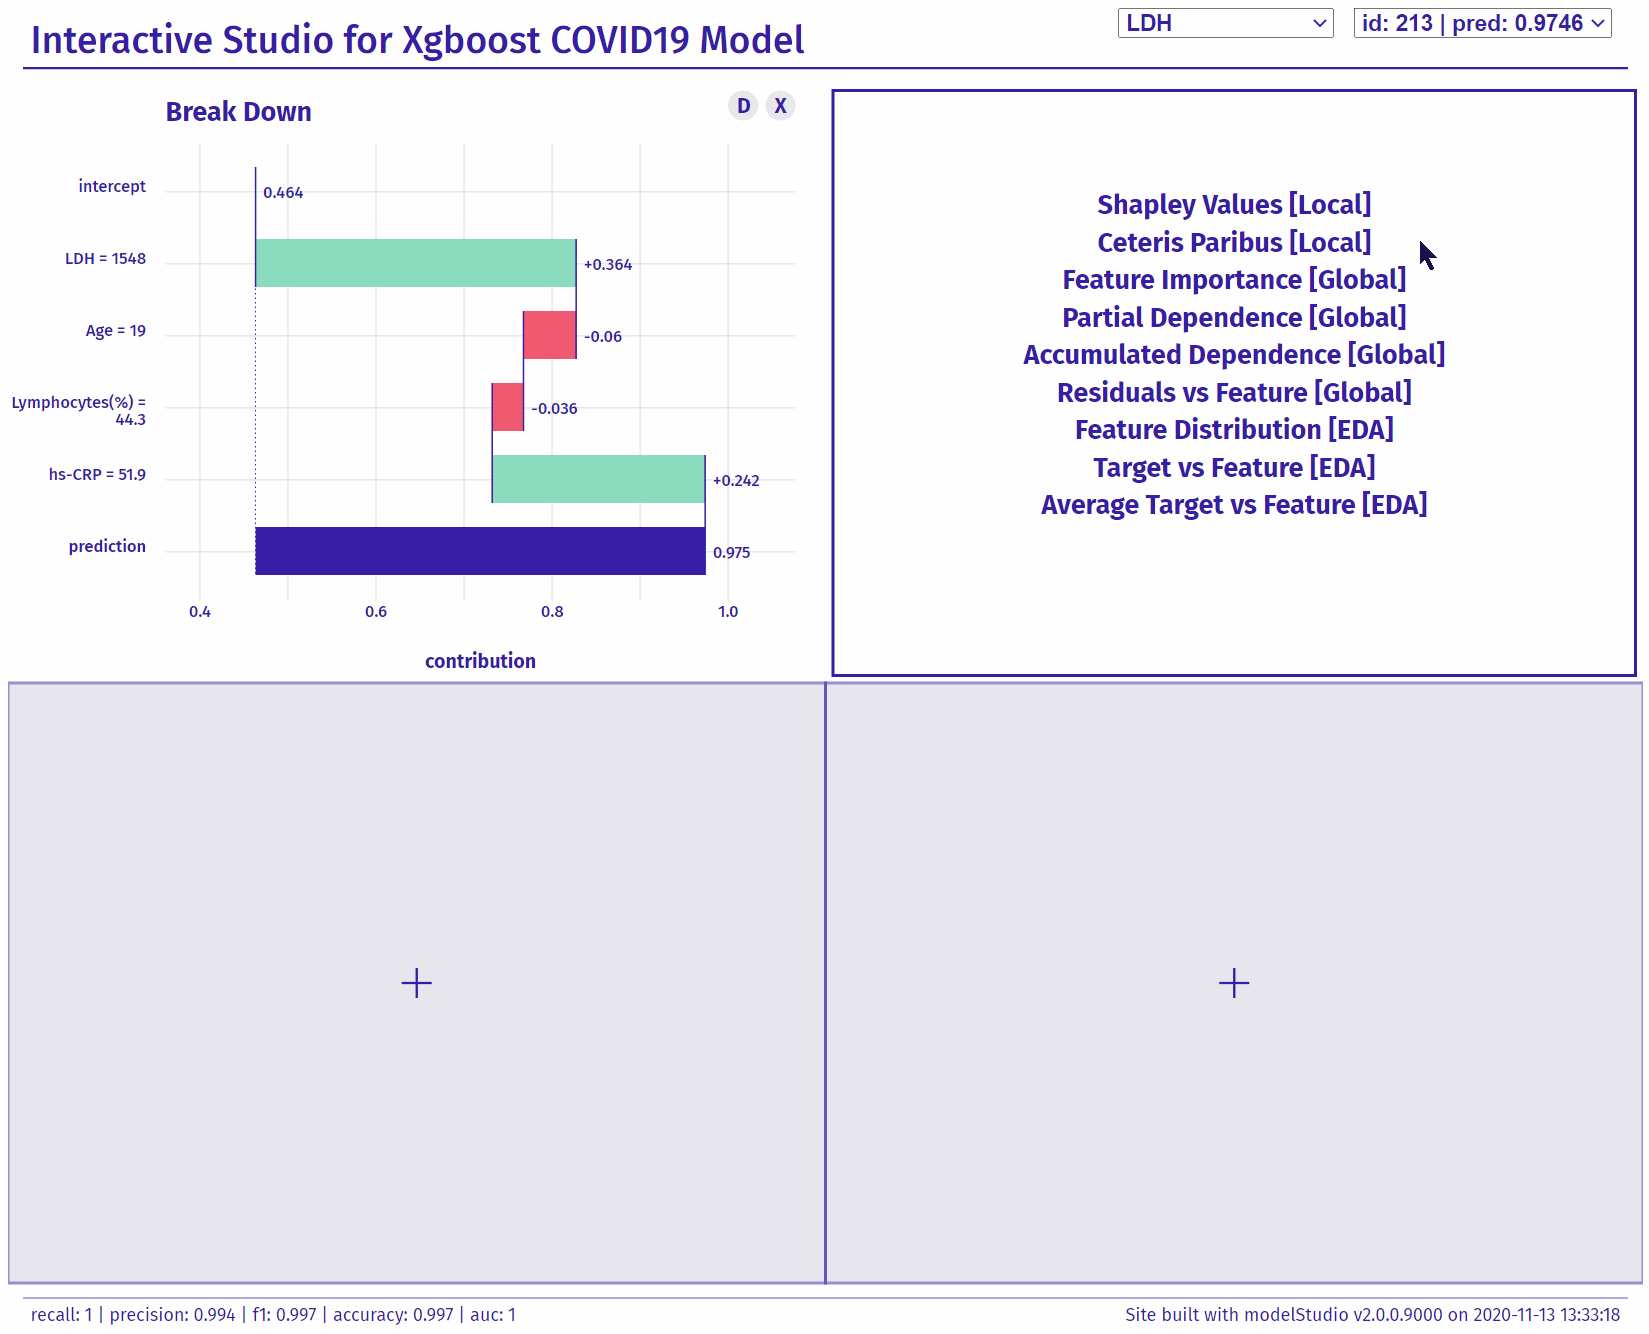 Interactive Studio for Xgboost COVID19 Model
LDH
id: 213 | pred: 0.9746
Break Down
D X
intercept
0.464
LDH = 1548
+0.364
Age = 19
-0.06
Lymphocytes(%) =
44.3
-0.036
hs-CRP = 51.9
+0.242
prediction
0.975
0.4 0.6 0.8 1.0
contribution
Shapley Values [Local]
Ceteris Paribus [Local]
Feature Importance [Global]
Partial Dependence [Global]
Accumulated Dependence [Global]
Residuals vs Feature [Global]
Feature Distribution [EDA]
Target vs Feature [EDA]
Average Target vs Feature [EDA]
recall: 1 | precision: 0.994 | f1: 0.997 | accuracy: 0.997 | auc: 1
Site built with modelStudio v2.0.0.9000 on 2020-11-13 13:33:18